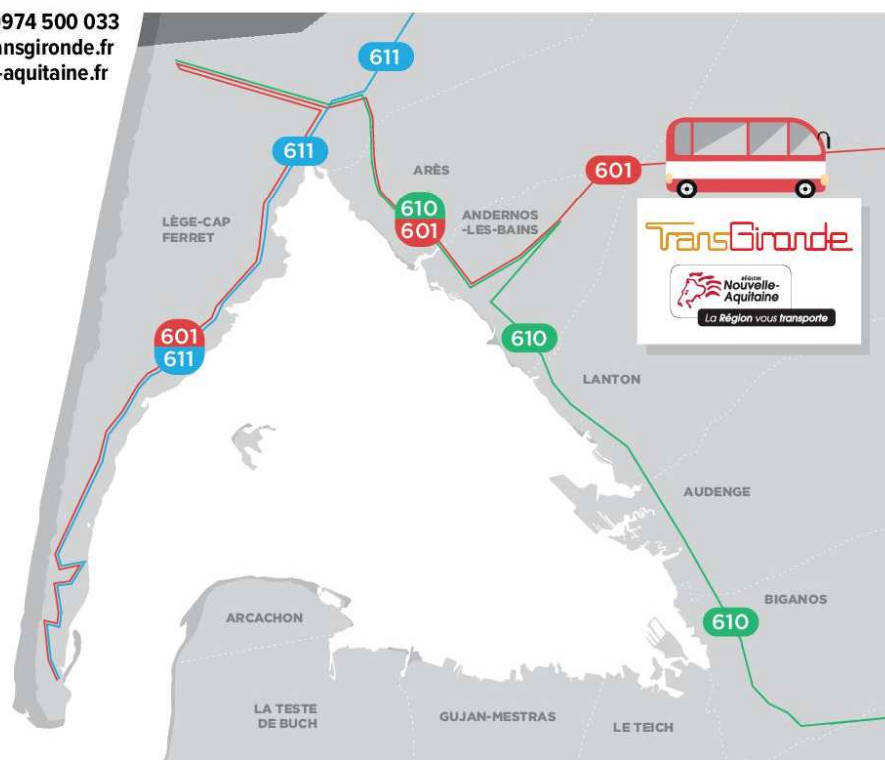 0974 500 033
ansgironde.fr
-aquitaine.fr
611
611
ARÈS
601
610
601
ANDERNOS
-LES-BAINS
LÈGE-CAP
FERRET
TransGironde
RÉGION
Nouvelle-
Aquitaine
La Région vous transporte
601
611
610
LANTON
AUDENGE
BIGANOS
610
ARCACHON
LA TESTE
DE BUCH
GUJAN-MESTRAS
LE TEICH